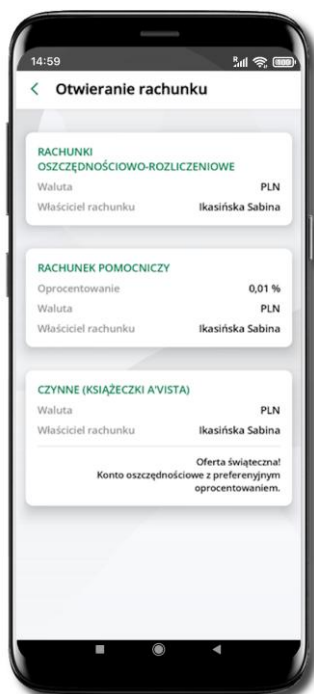 14:59
Otwieranie rachunku
RACHUNKI
OSZCZĘDNOŚCIOWO-ROZLICZENIOWE
Waluta PLN
Właściciel rachunku Ikasińska Sabina
RACHUNEK POMOCNICZY
Oprocentowanie 0,01 %
Waluta PLN
Właściciel rachunku Ikasińska Sabina
CZYNNE (KSIĄŻECZKI A'VISTA)
Waluta PLN
Właściciel rachunku Ikasińska Sabina
Oferta świąteczna!
Konto oszczędnościowe z preferenyjnym
oprocentowaniem.